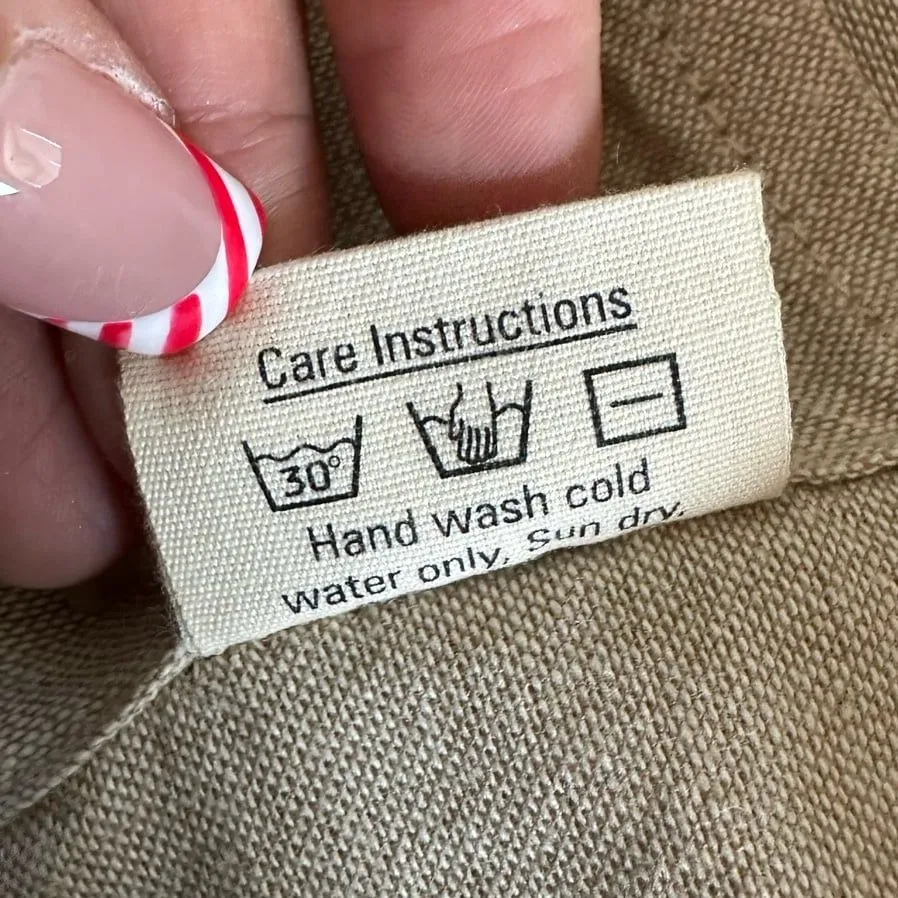 Care Instructions
30°
Hand wash cold
water only, Sun dry.